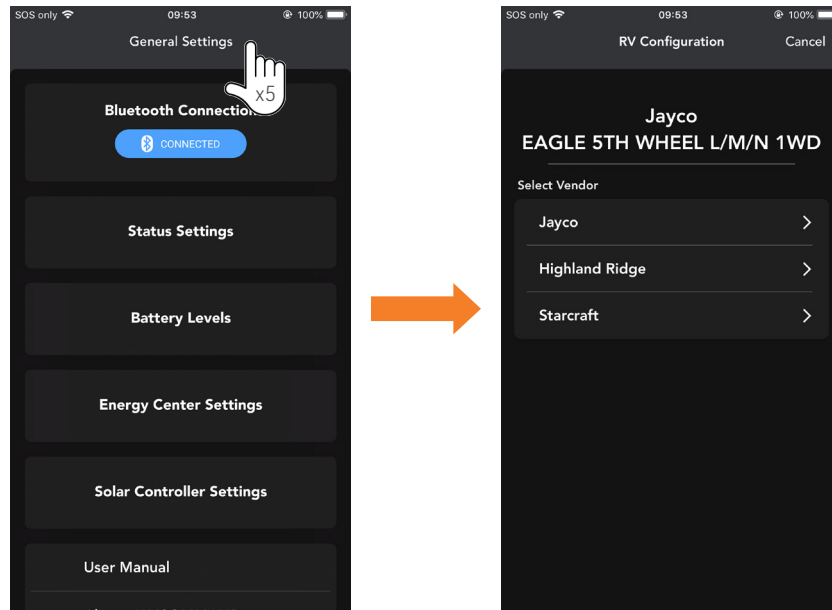 SOS only 09:53 100%
General Settings
x5
Bluetooth Connection
CONNECTED
Status Settings
Battery Levels
Energy Center Settings
Solar Controller Settings
User Manual
SOS only 09:53 100%
RV Configuration Cancel
Jayco
EAGLE 5TH WHEEL L/M/N 1WD
Select Vendor
Jayco
Highland Ridge
Starcraft